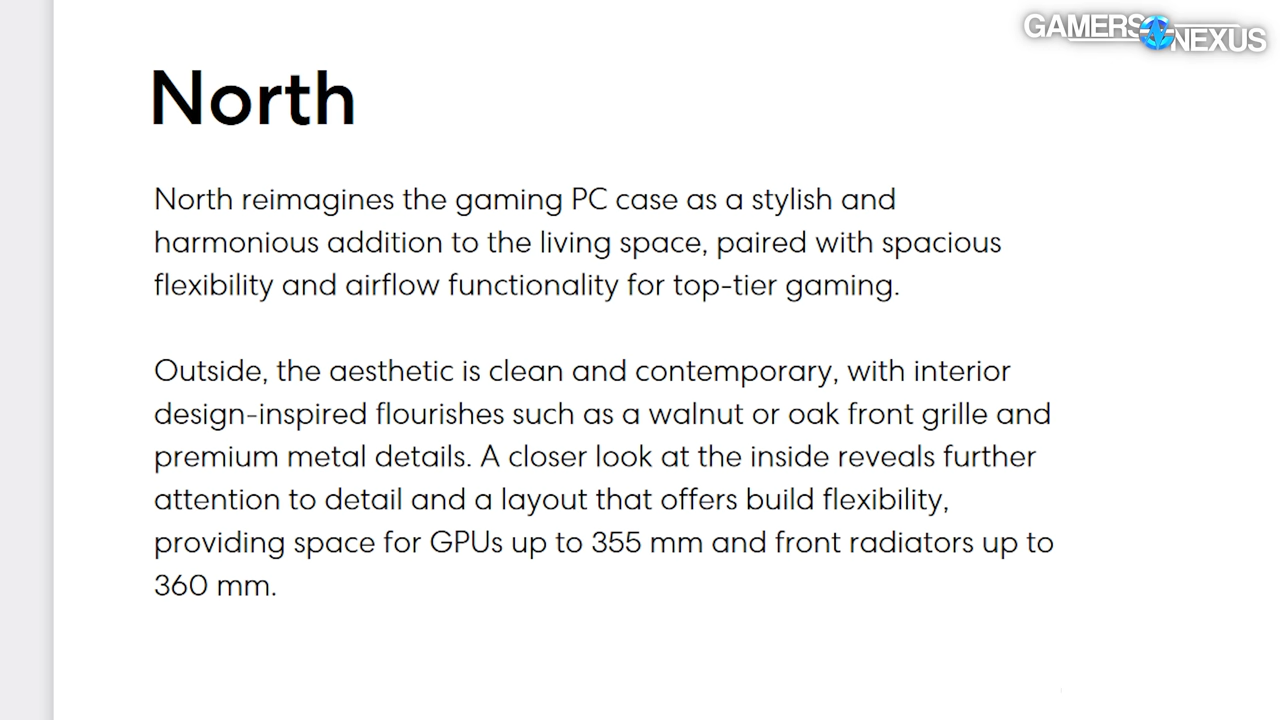 GAMERS NEXUS
North
North reimagines the gaming PC case as a stylish and
harmonious addition to the living space, paired with spacious
flexibility and airflow functionality for top-tier gaming.
Outside, the aesthetic is clean and contemporary, with interior
design-inspired flourishes such as a walnut or oak front grille and
premium metal details. A closer look at the inside reveals further
attention to detail and a layout that offers build flexibility,
providing space for GPUs up to 355 mm and front radiators up to
360 mm.